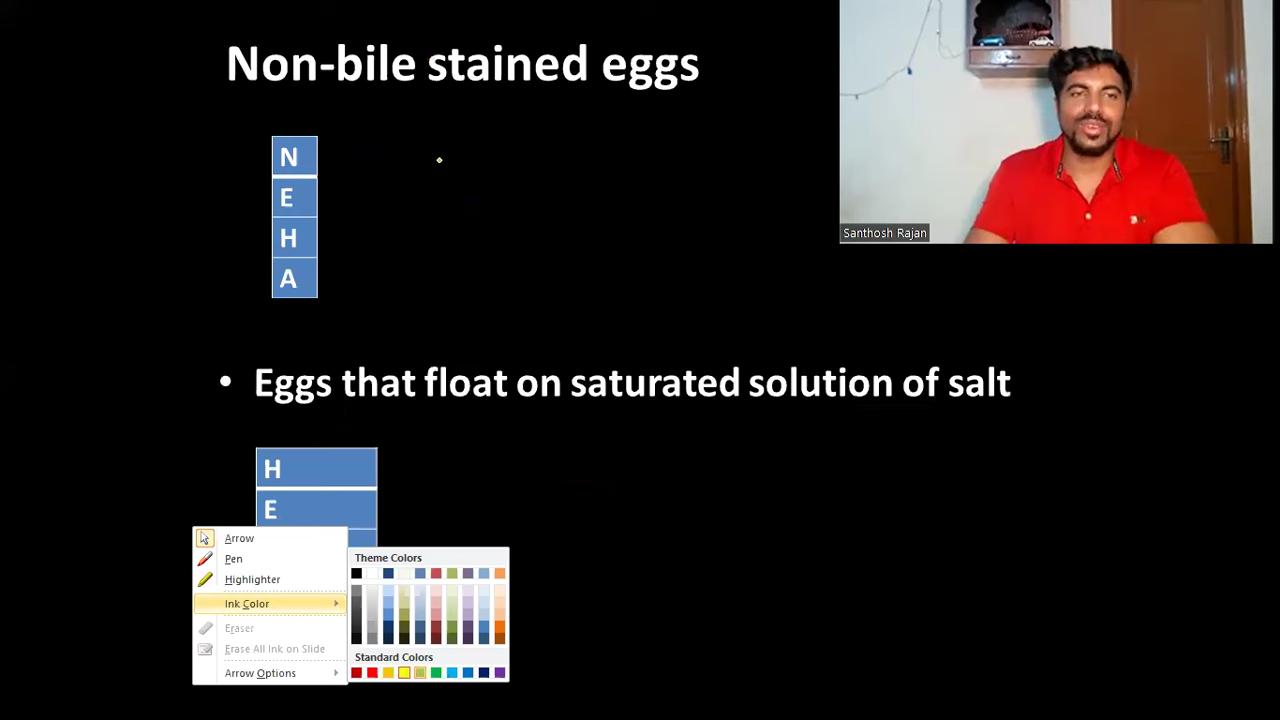 Non-bile stained eggs
N
E
H
A
Santhosh Rajan
• Eggs that float on saturated solution of salt
H
E
Arrow
Pen
Highlighter
Ink Color
Eraser
Erase All Ink on Slide
Arrow Options
Theme Colors
Standard Colors